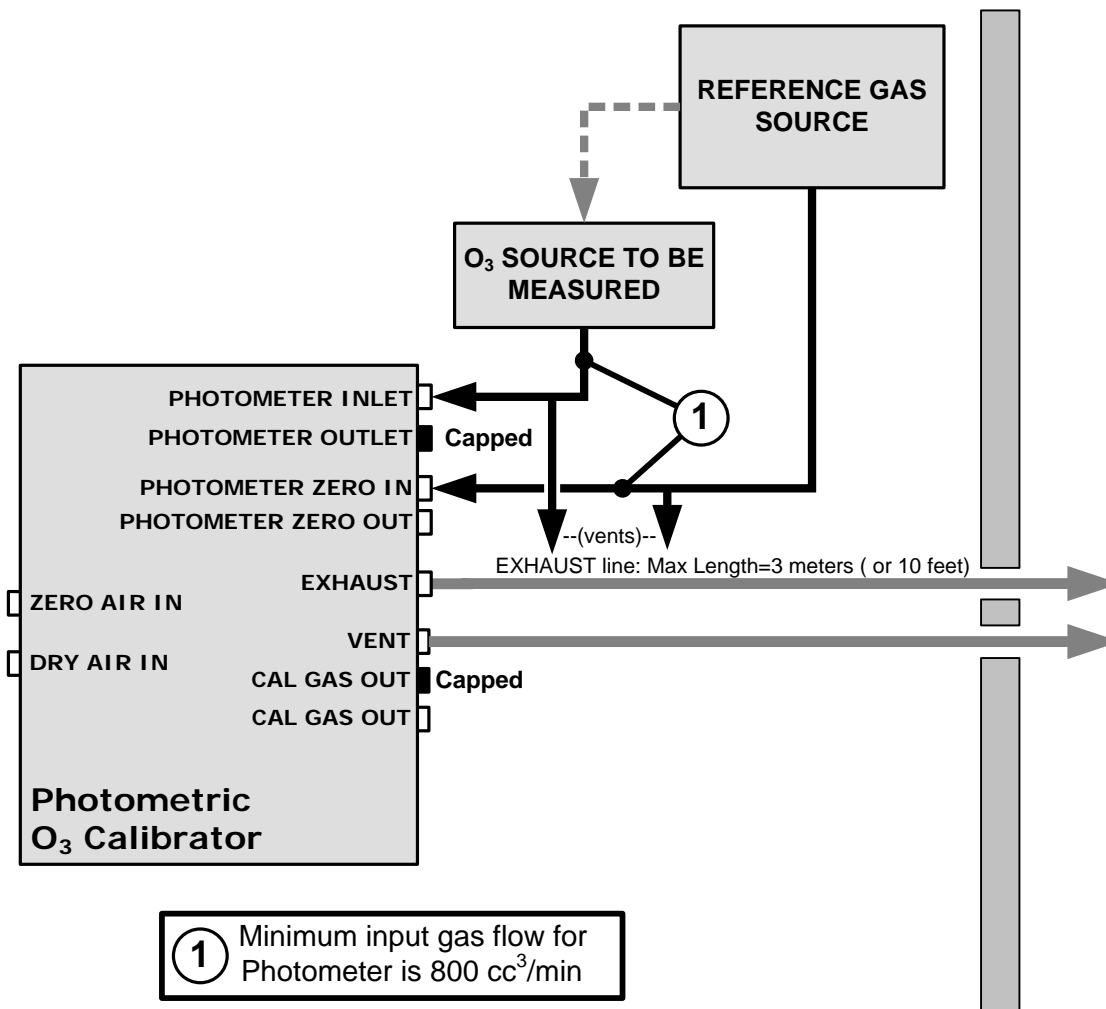 REFERENCE GAS
SOURCE
O₃ SOURCE TO BE
MEASURED
PHOTOMETER INLET
PHOTOMETER OUTLET
Capped
1
PHOTOMETER ZERO IN
PHOTOMETER ZERO OUT
--(vents)--
EXHAUST line: Max Length=3 meters ( or 10 feet)
EXHAUST
ZERO AIR IN
VENT
DRY AIR IN
CAL GAS OUT
Capped
CAL GAS OUT
Photometric
O₃ Calibrator
1
Minimum input gas flow for
Photometer is 800 cc³/min